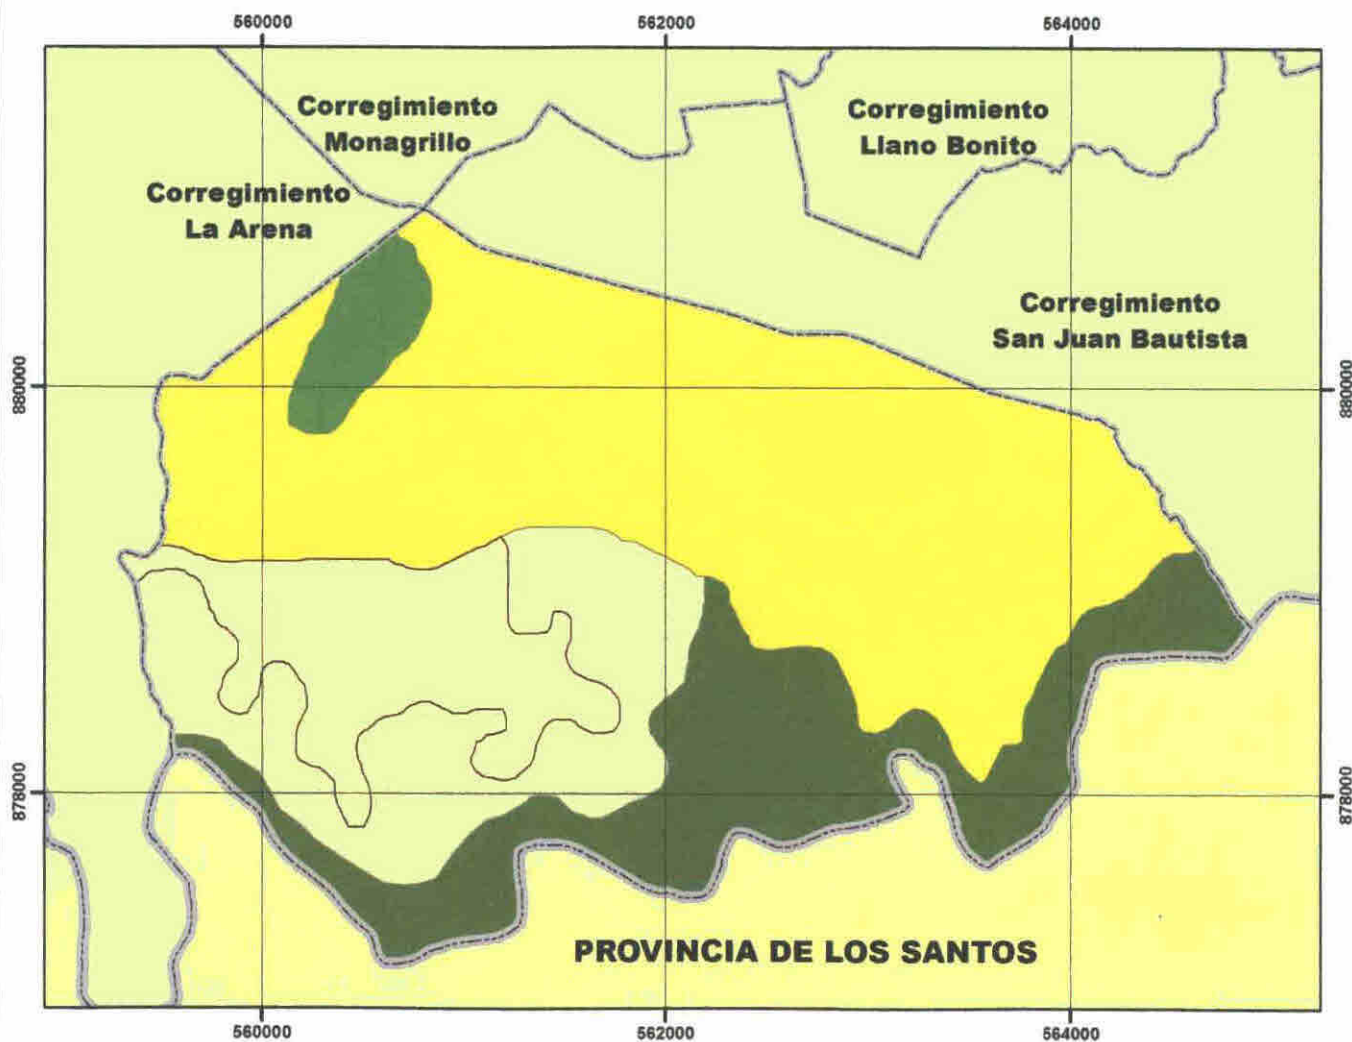 560000
562000
564000
Corregimiento
Monagrillo
Corregimiento
Llano Bonito
Corregimiento
La Arena
Corregimiento
San Juan Bautista
880000
880000
878000
878000
PROVINCIA DE LOS SANTOS
560000
562000
564000